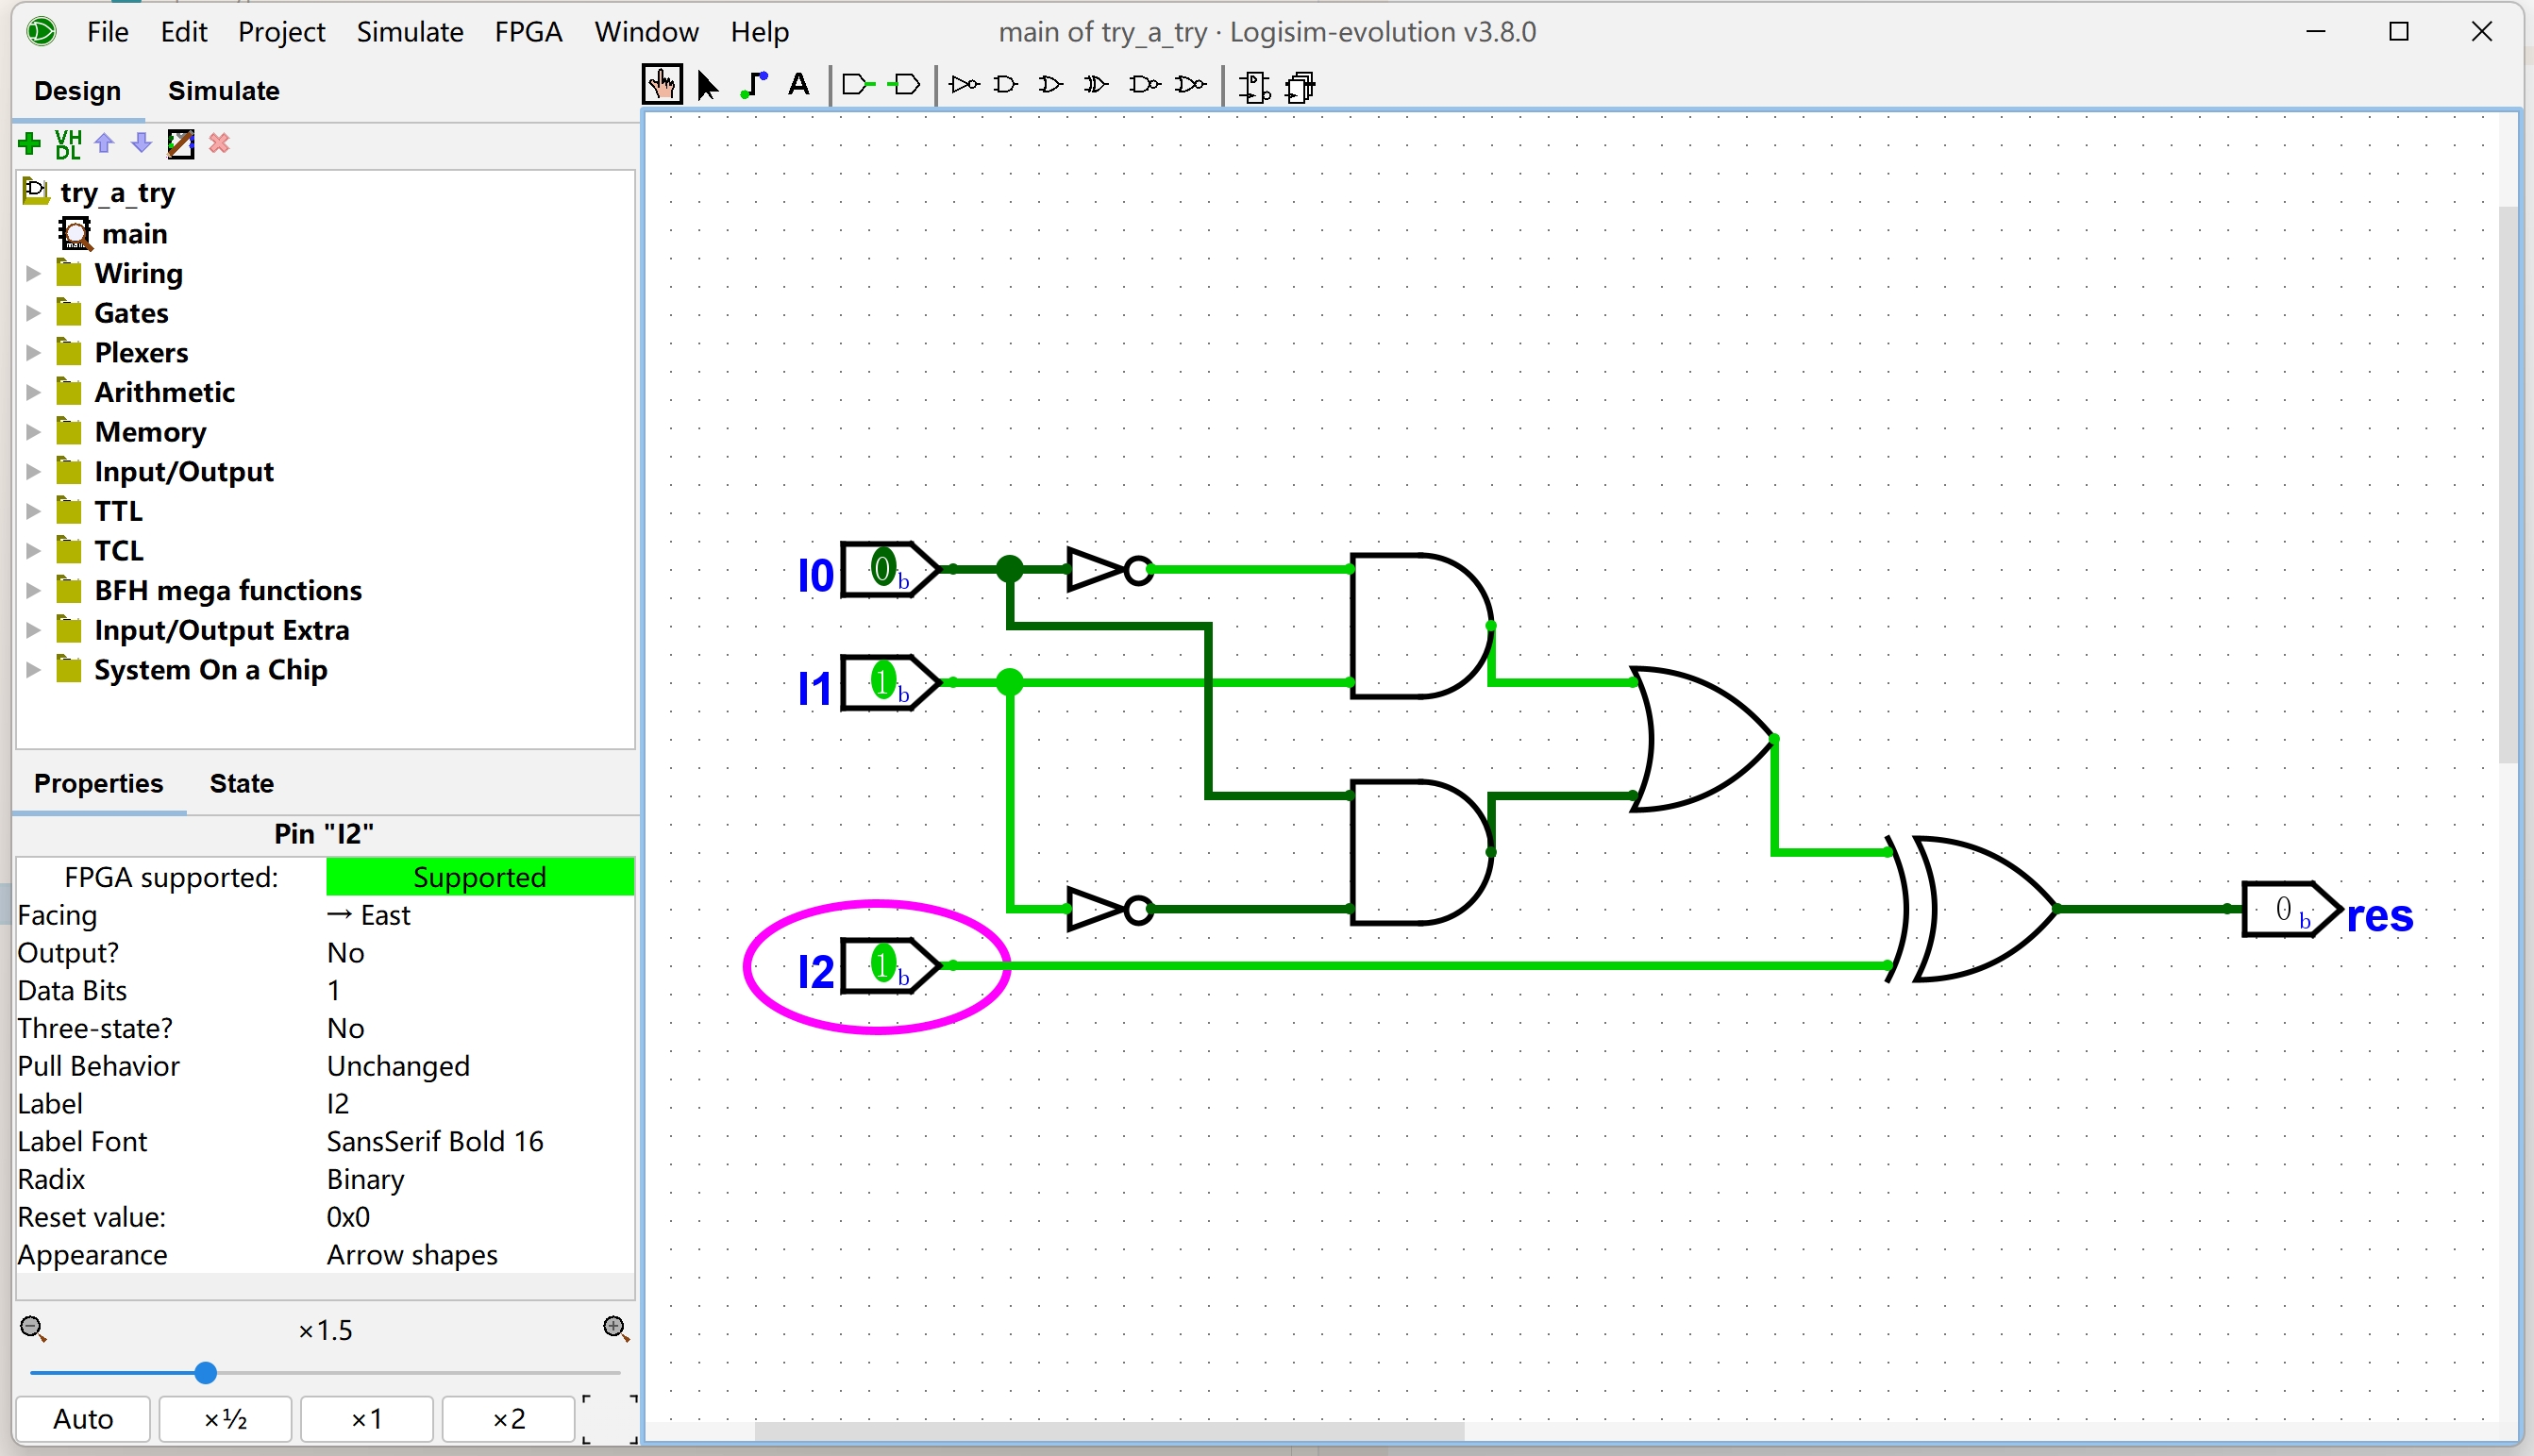 File Edit Project Simulate FPGA Window Help
main of try_a_try · Logisim-evolution v3.8.0
Design Simulate
A
VH
DL
try_a_try
main
Wiring
Gates
Plexers
Arithmetic
Memory
Input/Output
TTL
TCL
BFH mega functions
Input/Output Extra
System On a Chip
Properties State
Pin "I2"
FPGA supported: Supported
Facing → East
Output? No
Data Bits 1
Three-state? No
Pull Behavior Unchanged
Label I2
Label Font SansSerif Bold 16
Radix Binary
Reset value: 0x0
Appearance Arrow shapes
×1.5
Auto ×½ ×1 ×2
I0 0 b
I1 1 b
I2 1 b
0 b res